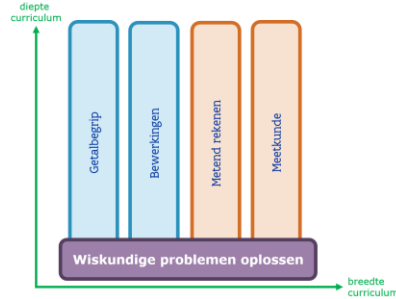 diepte
curriculum
Getalbegrip
Bewerkingen
Metend rekenen
Meetkunde
Wiskundige problemen oplossen
breedte
curriculum